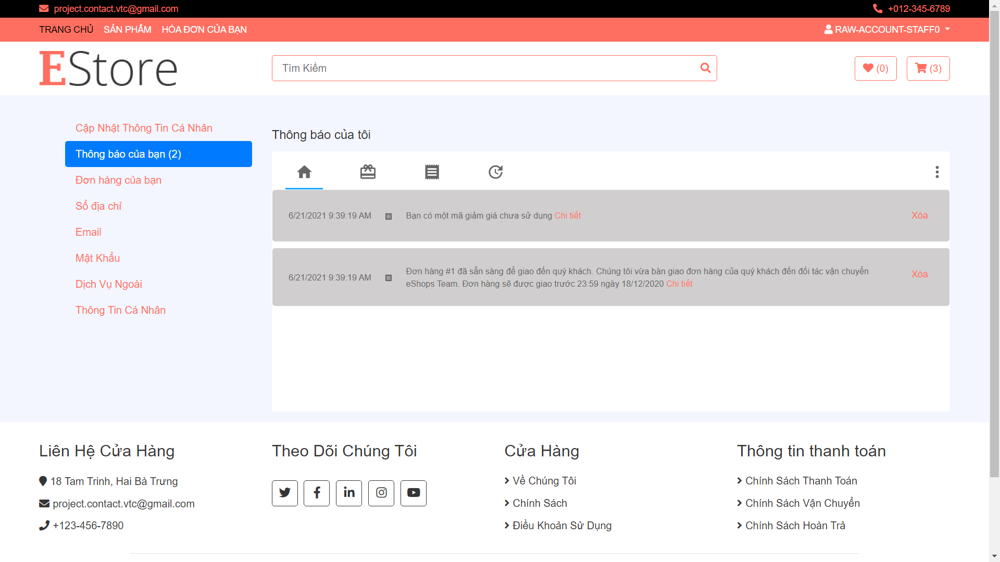 project.contact.vtc@gmail.com +012-345-6789
TRANG CHỦ SẢN PHẨM HÓA ĐƠN CỦA BẠN RAW-ACCOUNT-STAFF0
EStore
Tìm Kiếm
(0) (3)
Cập Nhật Thông Tin Cá Nhân
Thông báo của bạn (2)
Đơn hàng của bạn
Sổ địa chỉ
Email
Mật Khẩu
Dịch Vụ Ngoài
Thông Tin Cá Nhân
Thông báo của tôi
6/21/2021 9:39:19 AM Bạn có một mã giảm giá chưa sử dụng Chi tiết Xóa
6/21/2021 9:39:19 AM Đơn hàng #1 đã sẵn sàng để giao đến quý khách. Chúng tôi vừa bàn giao đơn hàng của quý khách đến đối tác vận chuyển
eShops Team. Đơn hàng sẽ được giao trước 23:59 ngày 18/12/2020 Chi tiết Xóa
Liên Hệ Cửa Hàng
18 Tam Trinh, Hai Bà Trưng
project.contact.vtc@gmail.com
+123-456-7890
Theo Dõi Chúng Tôi
Cửa Hàng
Về Chúng Tôi
Chính Sách
Điều Khoản Sử Dụng
Thông tin thanh toán
Chính Sách Thanh Toán
Chính Sách Vận Chuyển
Chính Sách Hoàn Trả